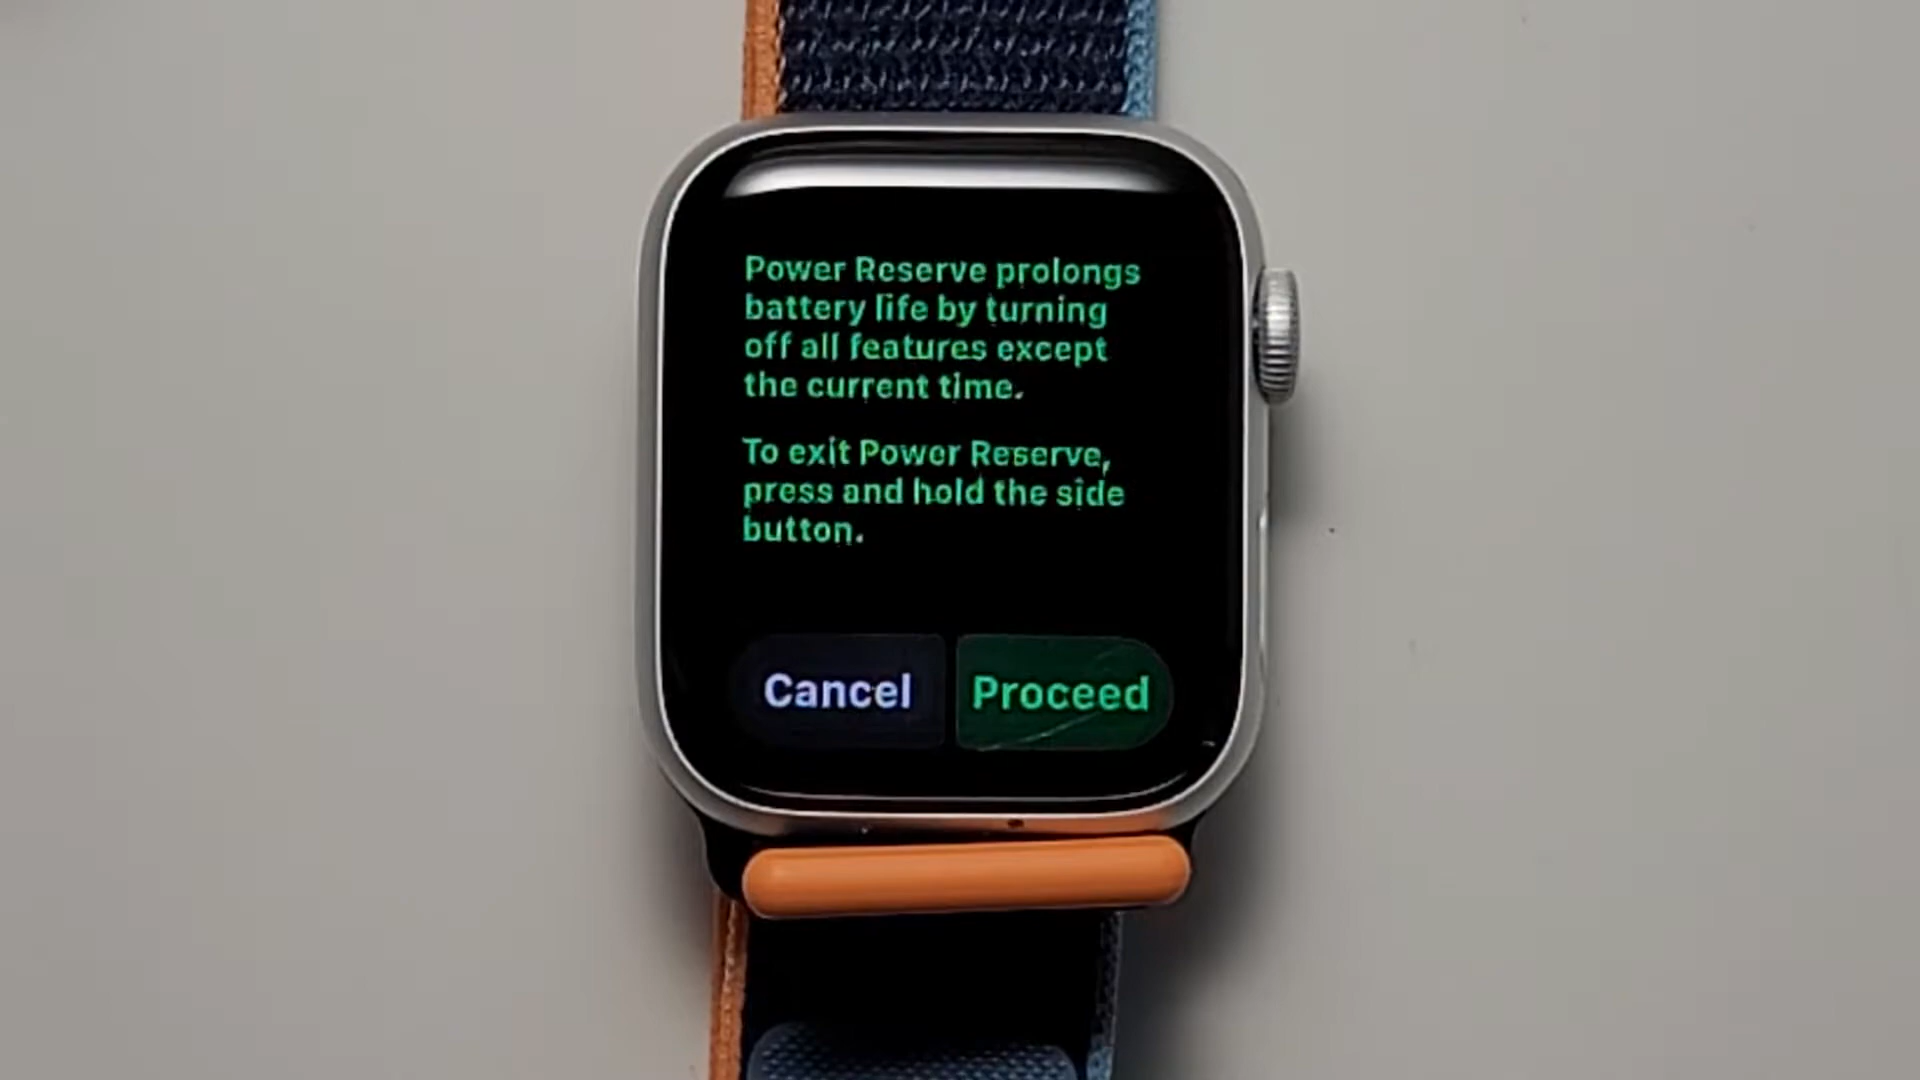 Power Reserve prolongs
battery life by turning
off all features except
the current time.
To exit Power Reserve,
press and hold the side
button.
Cancel
Proceed